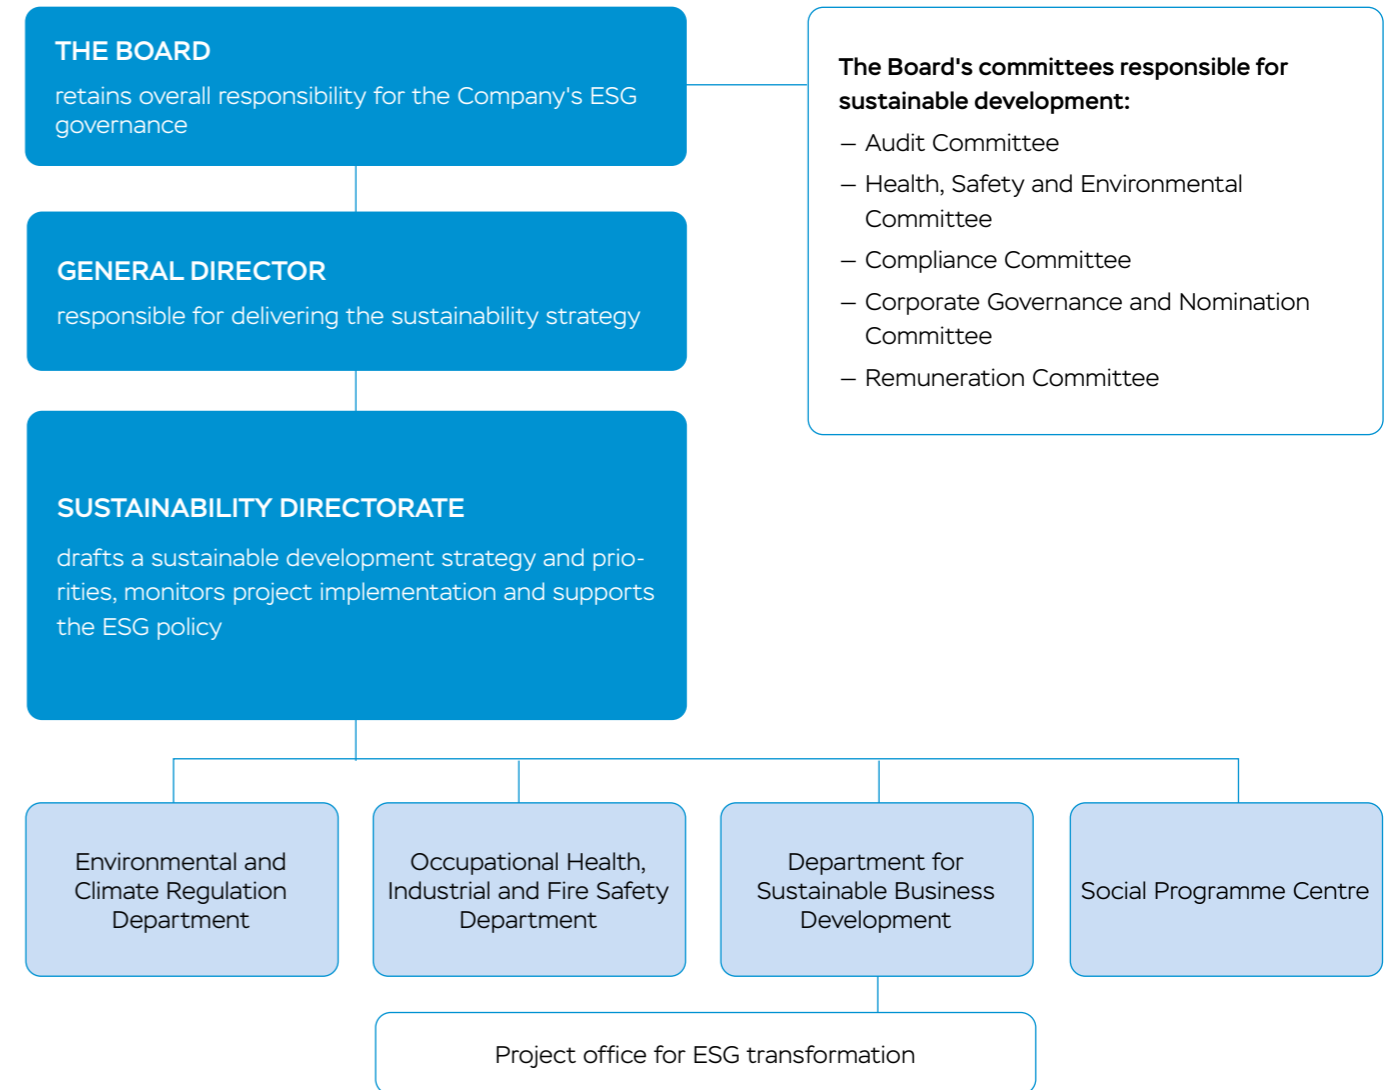 THE BOARD
retains overall responsibility for the Company's ESG
governance
The Board's committees responsible for
sustainable development:
– Audit Committee
– Health, Safety and Environmental
Committee
– Compliance Committee
– Corporate Governance and Nomination
Committee
– Remuneration Committee
GENERAL DIRECTOR
responsible for delivering the sustainability strategy
SUSTAINABILITY DIRECTORATE
drafts a sustainable development strategy and prio-
rities, monitors project implementation and supports
the ESG policy
Environmental and
Climate Regulation
Department
Occupational Health,
Industrial and Fire Safety
Department
Department for
Sustainable Business
Development
Social Programme Centre
Project office for ESG transformation